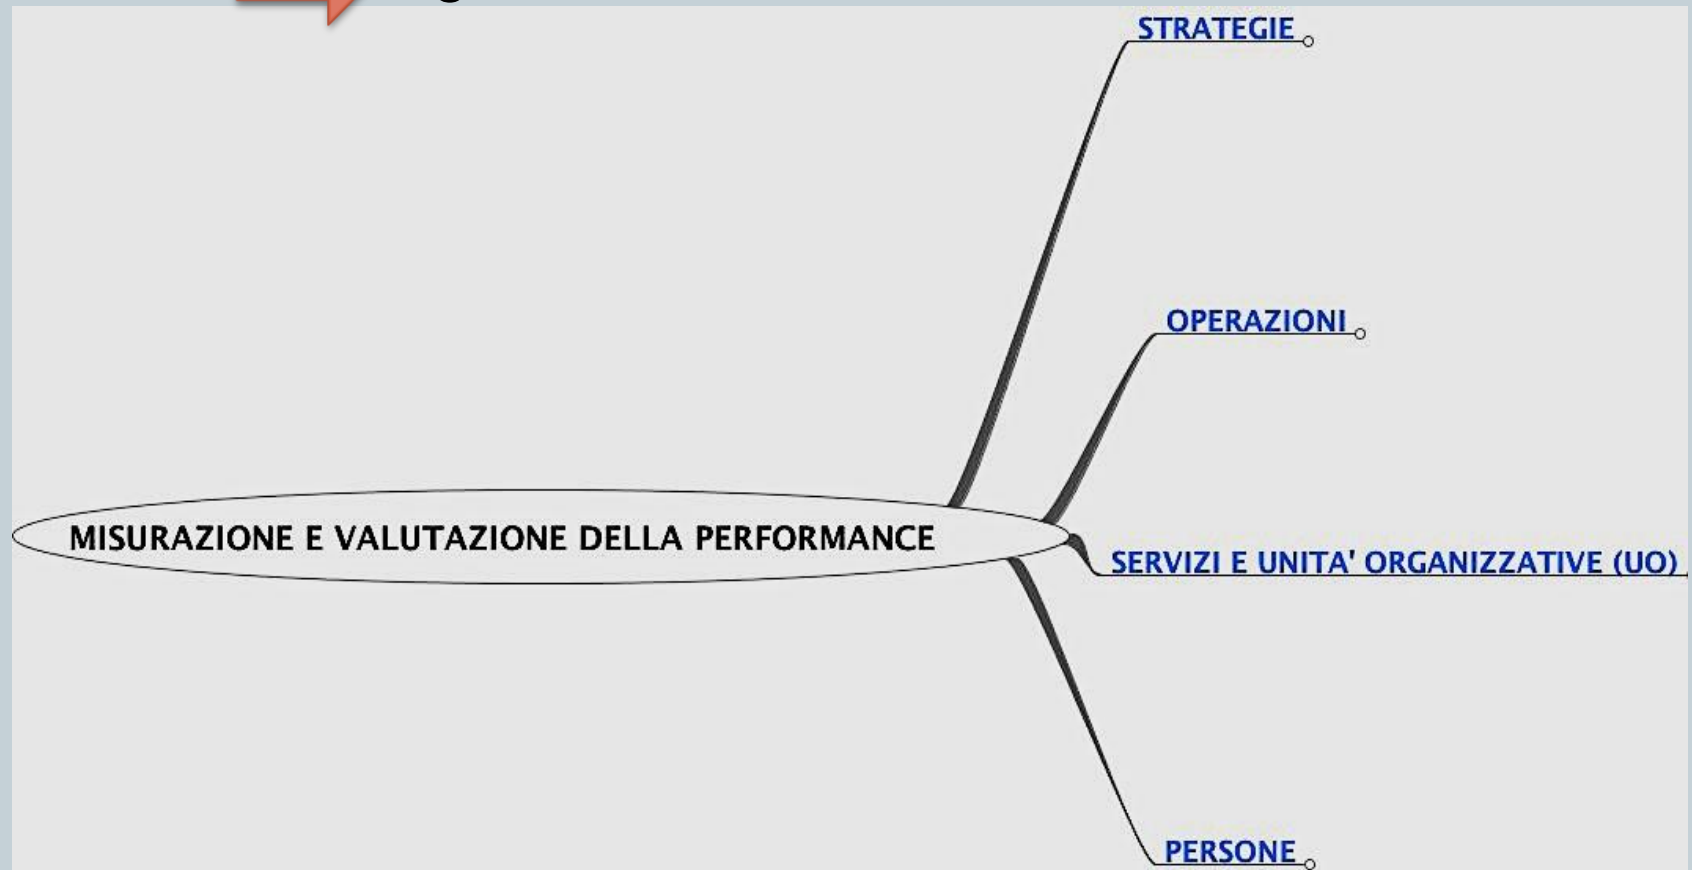 STRATEGIE
OPERAZIONI
MISURAZIONE E VALUTAZIONE DELLA PERFORMANCE
SERVIZI E UNITA' ORGANIZZATIVE (UO)
PERSONE